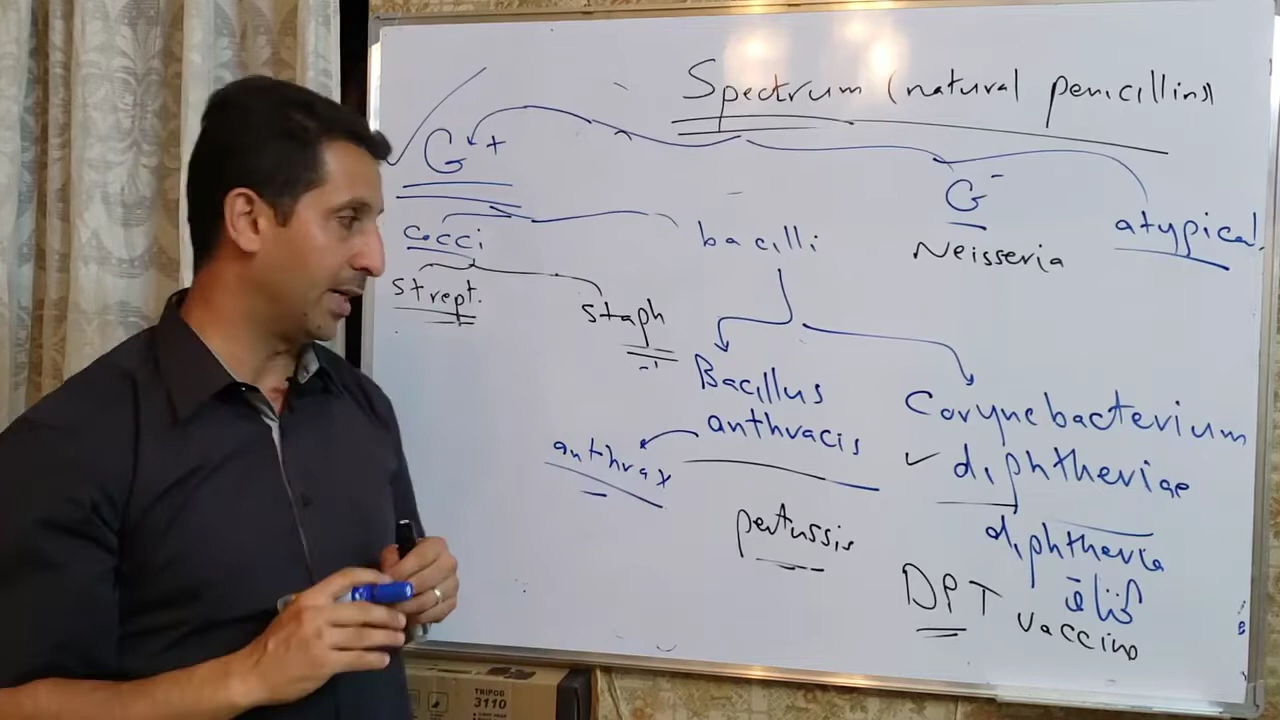 Spectrum (natural penicillins)
G+
G-
atypical
cocci
bacilli
Neisseria
strept.
staph
Bacillus
anthracis
Corynebacterium
diphtheriae
anthrax
pertussis
diphtheria
DPT
vaccine
TRIPOD
3110